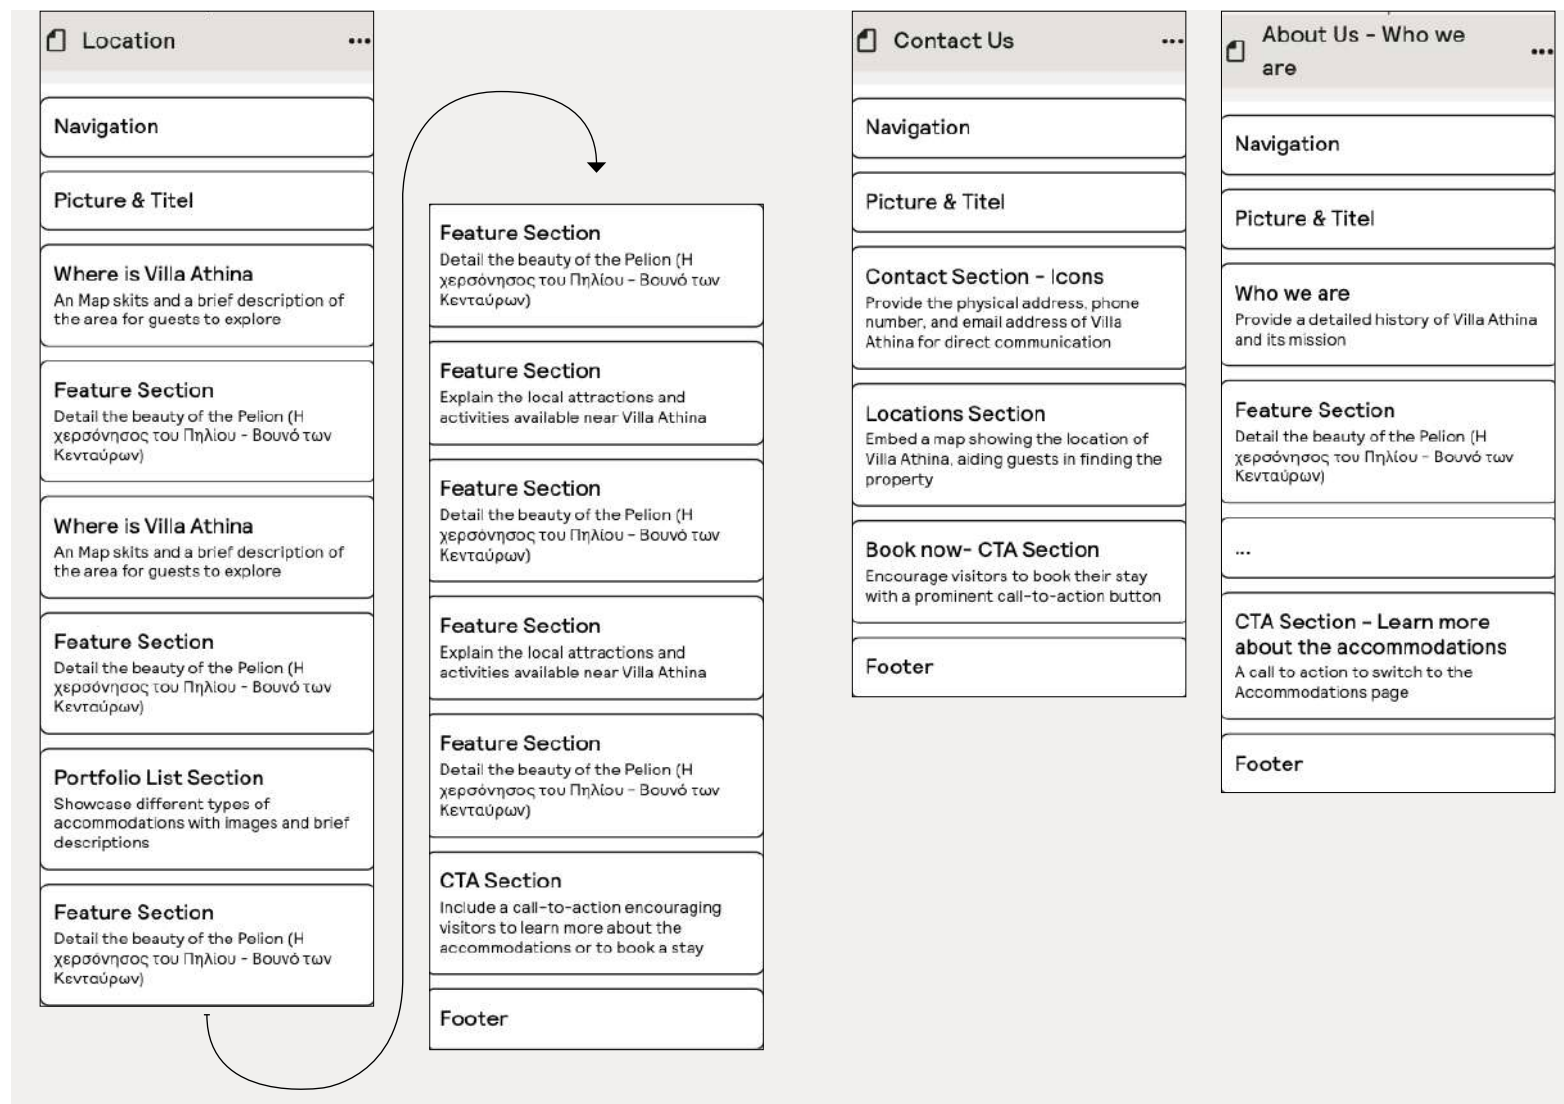 Location
Navigation
Picture & Titel
Where is Villa Athina
An Map skits and a brief description of
the area for guests to explore
Feature Section
Detail the beauty of the Pelion (Η
χερσόνησος του Πηλίου - Βουνό των
Κενταύρων)
Where is Villa Athina
An Map skits and a brief description of
the area for guests to explore
Feature Section
Detail the beauty of the Pelion (Η
χερσόνησος του Πηλίου - Βουνό των
Κενταύρων)
Portfolio List Section
Showcase different types of
accommodations with images and brief
descriptions
Feature Section
Detail the beauty of the Pelion (Η
χερσόνησος του Πηλίου - Βουνό των
Κενταύρων)
Feature Section
Detail the beauty of the Pelion (Η
χερσόνησος του Πηλίου - Βουνό των
Κενταύρων)
Feature Section
Explain the local attractions and
activities available near Villa Athina
Feature Section
Detail the beauty of the Pelion (Η
χερσόνησος του Πηλίου - Βουνό των
Κενταύρων)
Feature Section
Explain the local attractions and
activities available near Villa Athina
Feature Section
Detail the beauty of the Pelion (Η
χερσόνησος του Πηλίου - Βουνό των
Κενταύρων)
CTA Section
Include a call-to-action encouraging
visitors to learn more about the
accommodations or to book a stay
Footer
Contact Us
Navigation
Picture & Titel
Contact Section - Icons
Provide the physical address, phone
number, and email address of Villa
Athina for direct communication
Locations Section
Embed a map showing the location of
Villa Athina, aiding guests in finding the
property
Book now- CTA Section
Encourage visitors to book their stay
with a prominent call-to-action button
Footer
About Us - Who we
are
Navigation
Picture & Titel
Who we are
Provide a detailed history of Villa Athina
and its mission
Feature Section
Detail the beauty of the Pelion (Η
χερσόνησος του Πηλίου - Βουνό των
Κενταύρων)
...
CTA Section - Learn more
about the accommodations
A call to action to switch to the
Accommodations page
Footer